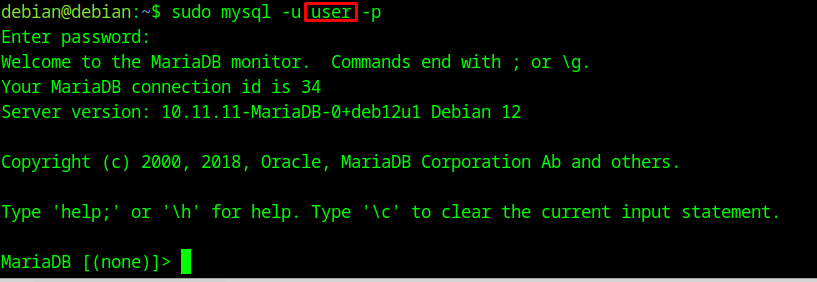 debian@debian:~$ sudo mysql -u user -p
Enter password:
Welcome to the MariaDB monitor.  Commands end with ; or \g.
Your MariaDB connection id is 34
Server version: 10.11.11-MariaDB-0+deb12u1 Debian 12
Copyright (c) 2000, 2018, Oracle, MariaDB Corporation Ab and others.
Type 'help;' or '\h' for help. Type '\c' to clear the current input statement.
MariaDB [(none)]>